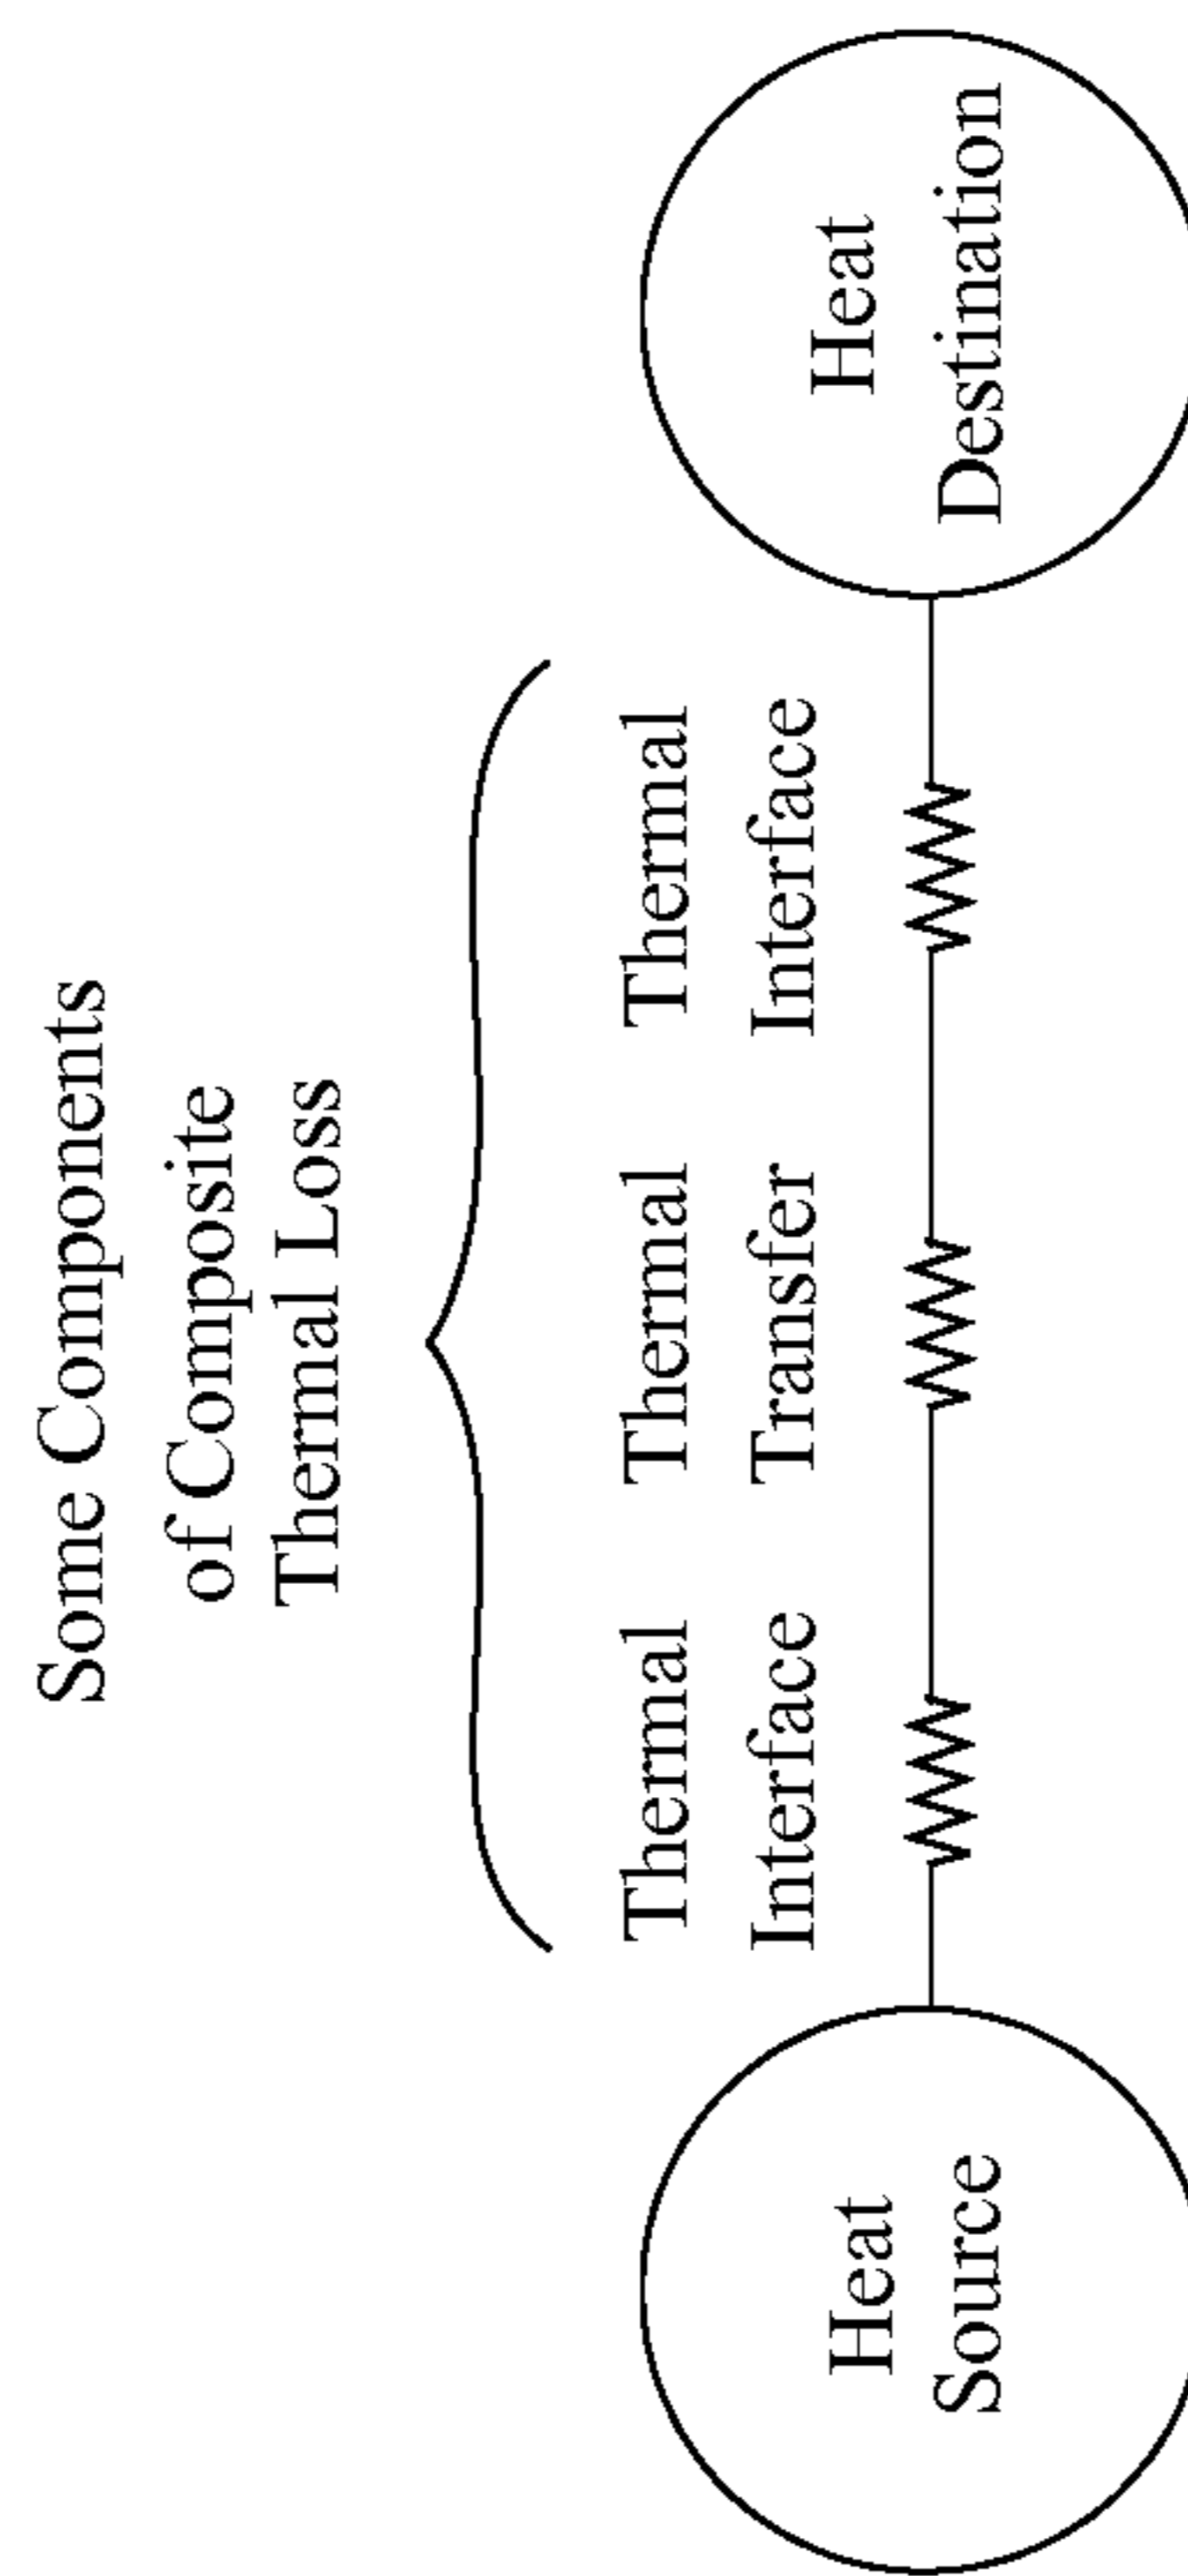 Some Components
of Composite
Thermal Loss
Thermal
Interface
Thermal
Transfer
Thermal
Interface
Heat
Source
Heat
Destination